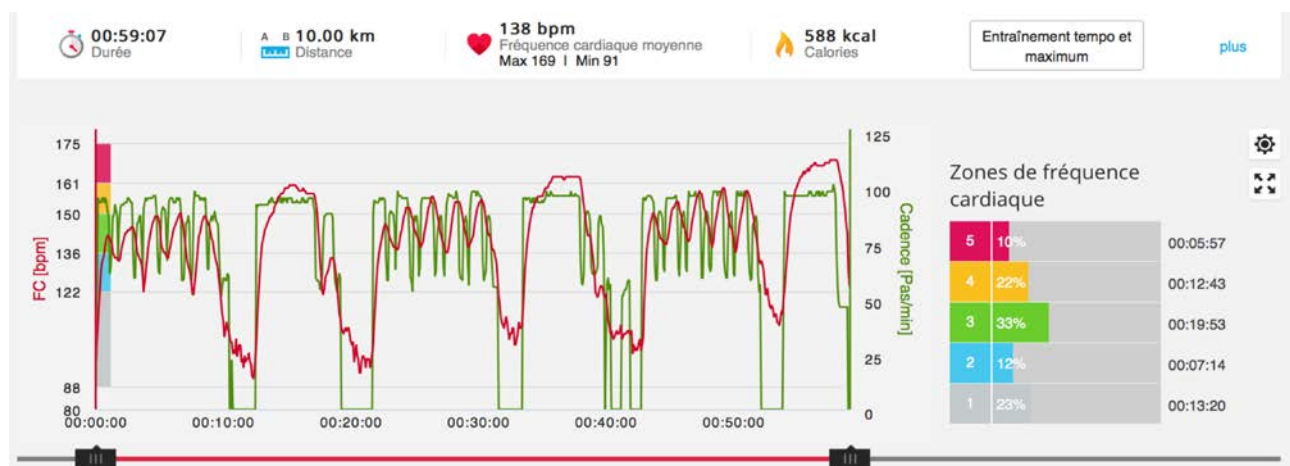 00:59:07
Durée
A B 10.00 km
Distance
138 bpm
Fréquence cardiaque moyenne
Max 169 | Min 91
588 kcal
Calories
Entraînement tempo et
maximum
plus
175
161
150
136
122
88
80
FC [bpm]
125
100
75
50
25
0
Cadence [Pas/min]
00:00:00
00:10:00
00:20:00
00:30:00
00:40:00
00:50:00
Zones de fréquence
cardiaque
5 10% 00:05:57
4 22% 00:12:43
3 33% 00:19:53
2 12% 00:07:14
1 23% 00:13:20